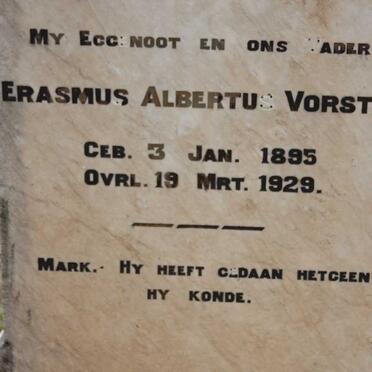 MY EGGENOOT EN ONS VADER
ERASMUS ALBERTUS VORST
GEB. 3 JAN. 1895
OVRL. 19 MRT. 1929.
MARK.- HY HEEFT GEDAAN HETGEEN
HY KONDE.